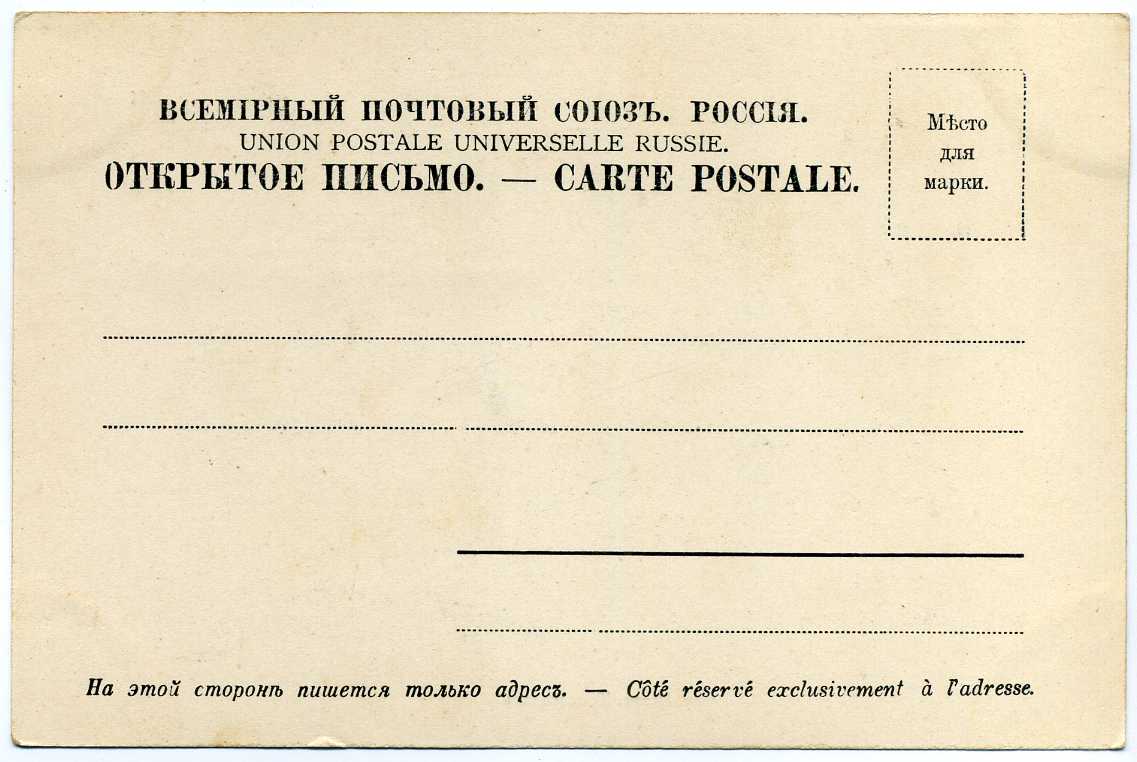 ВСЕМІРНЫЙ ПОЧТОВЫЙ СОЮЗЪ. РОССІЯ.
UNION POSTALE UNIVERSELLE RUSSIE.
ОТКРЫТОЕ ПИСЬМО. — CARTE POSTALE.
Мѣсто
для
марки.
На этой сторонѣ пишется только адресъ. — Côté réservé exclusivement à l'adresse.